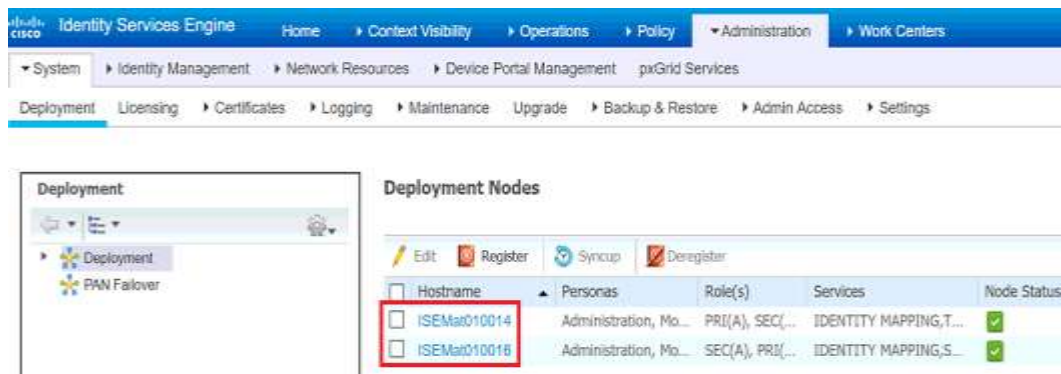 CISCO Identity Services Engine Home Context Visibility Operations Policy Administration Work Centers
System Identity Management Network Resources Device Portal Management pxGrid Services
Deployment Licensing Certificates Logging Maintenance Upgrade Backup & Restore Admin Access Settings
Deployment
Deployment
PAN Failover
Deployment Nodes
Edit Register Syncup Deregister
Hostname Personas Role(s) Services Node Status
ISEMat010014 Administration, Mo... PRI(A), SEC(... IDENTITY MAPPING,T...
ISEMat010016 Administration, Mo... SEC(A), PRI(... IDENTITY MAPPING,S...